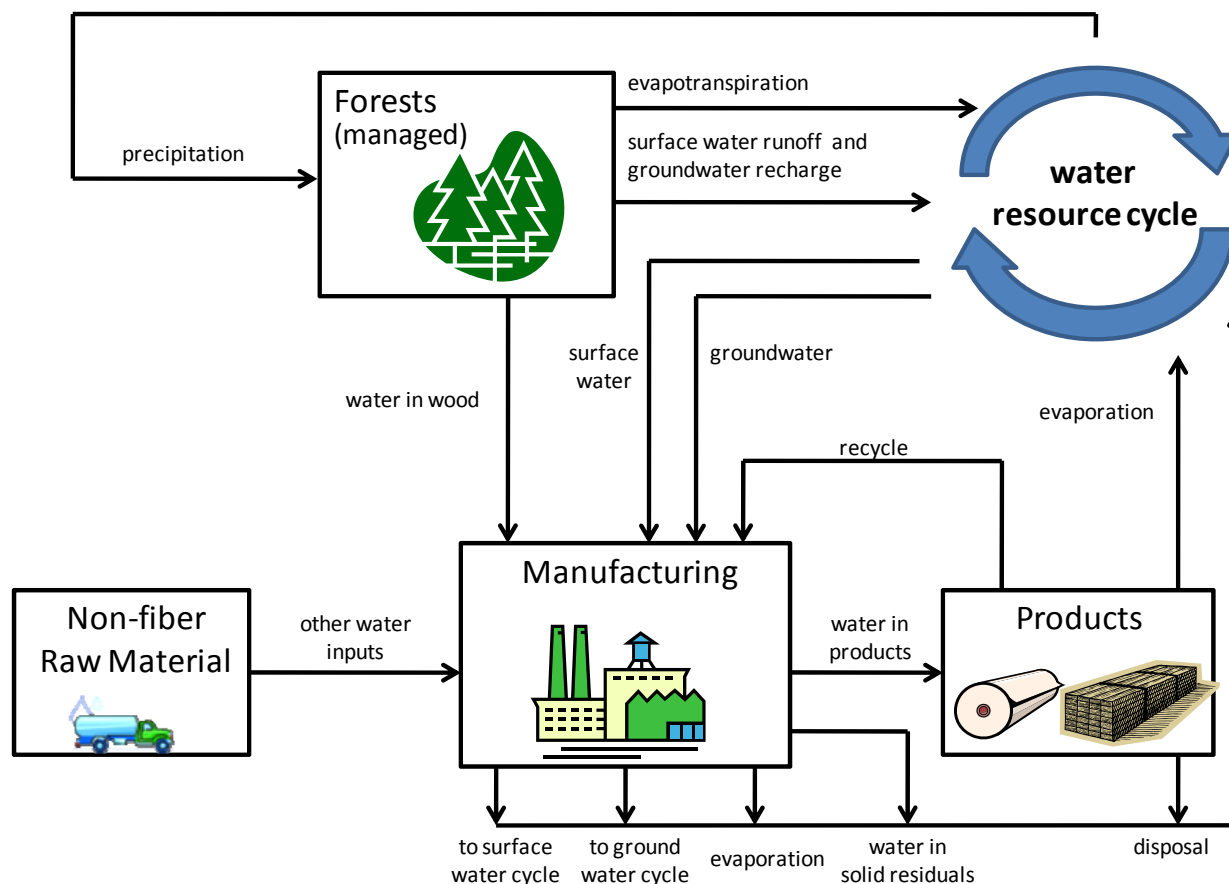 Forests
(managed)
precipitation
evapotranspiration
surface water runoff and
groundwater recharge
water
resource cycle
surface
water
groundwater
water in wood
evaporation
recycle
Manufacturing
Non-fiber
Raw Material
other water
inputs
water in
products
Products
to surface
water cycle
to ground
water cycle
evaporation
water in
solid residuals
disposal